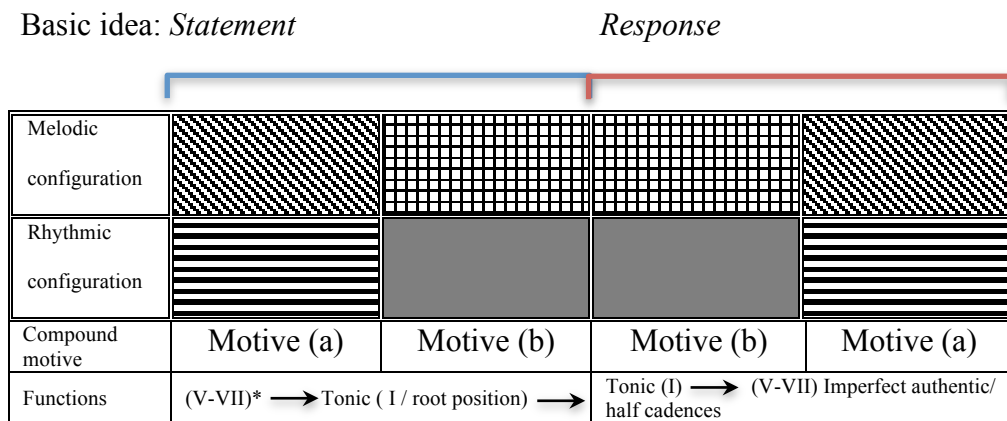 Basic idea: Statement Response
Melodic
configuration
Rhythmic
configuration
Compound
motive
Motive (a) Motive (b) Motive (b) Motive (a)
Functions
(V-VII)* → Tonic ( I / root position) →
Tonic (I) → (V-VII) Imperfect authentic/
half cadences